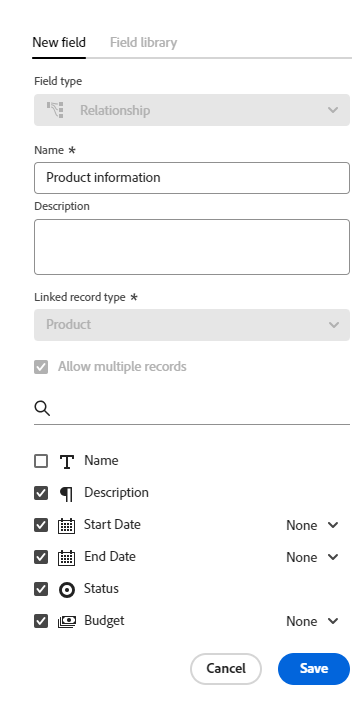 New field Field library
Field type
Relationship
Name *
Product information
Description
Linked record type *
Product
Allow multiple records
Name
Description
Start Date None
End Date None
Status
Budget None
Cancel Save